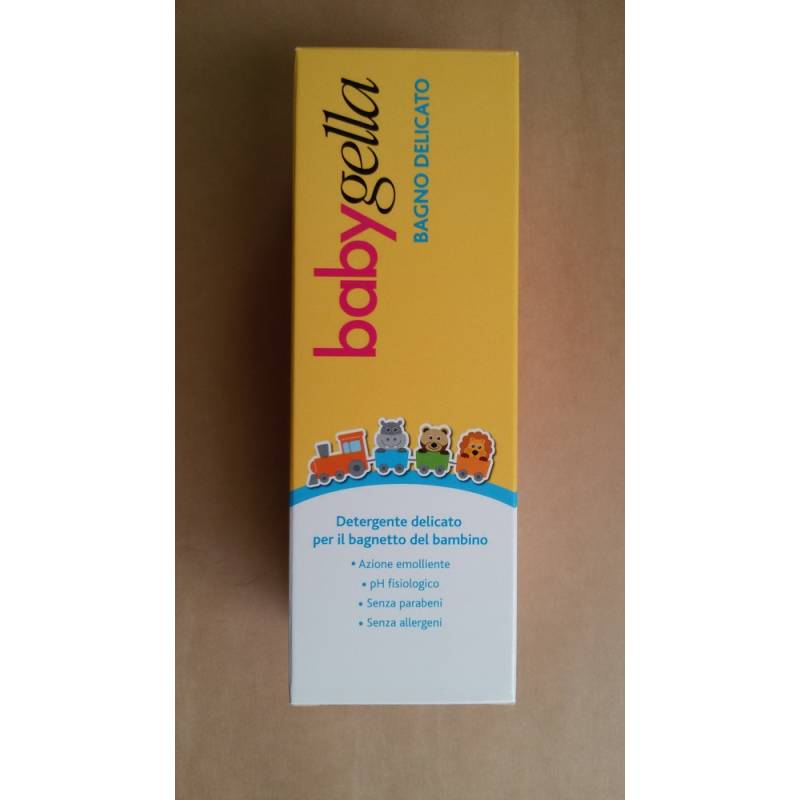 babygella
BAGNO DELICATO
Detergente delicato
per il bagnetto del bambino
• Azione emolliente
• pH fisiologico
• Senza parabeni
• Senza allergeni